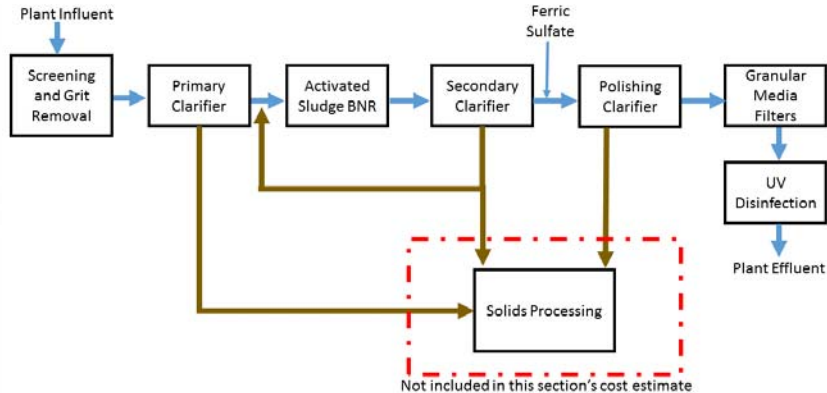 Plant Influent
Screening
and Grit
Removal
Primary
Clarifier
Activated
Sludge BNR
Secondary
Clarifier
Ferric
Sulfate
Polishing
Clarifier
Granular
Media
Filters
UV
Disinfection
Plant Effluent
Solids Processing
Not included in this section's cost estimate